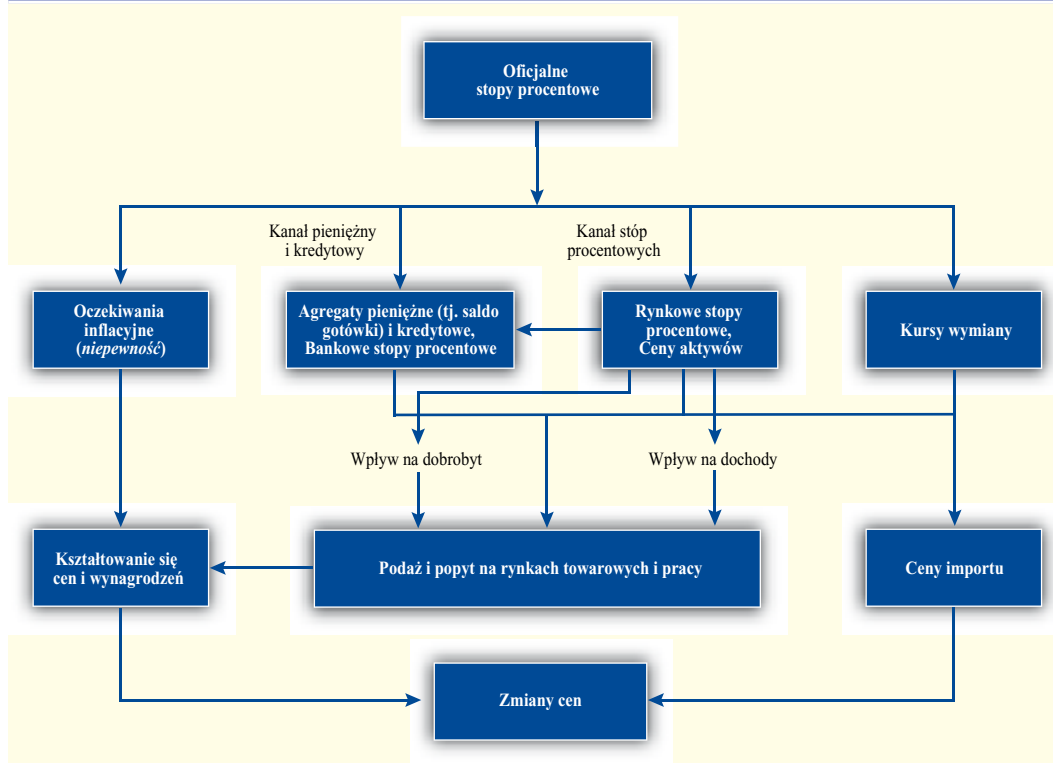 Oficjalne
stopy procentowe
Kanał pieniężny
i kredytowy
Kanał stóp
procentowych
Oczekiwania
inflacyjne
(niepewność)
Agregaty pieniężne (tj. saldo
gotówki) i kredytowe,
Bankowe stopy procentowe
Rynkowe stopy
procentowe,
Ceny aktywów
Kursy wymiany
Wpływ na dobrobyt
Wpływ na dochody
Kształtowanie się
cen i wynagrodzeń
Podaż i popyt na rynkach towarowych i pracy
Ceny importu
Zmiany cen